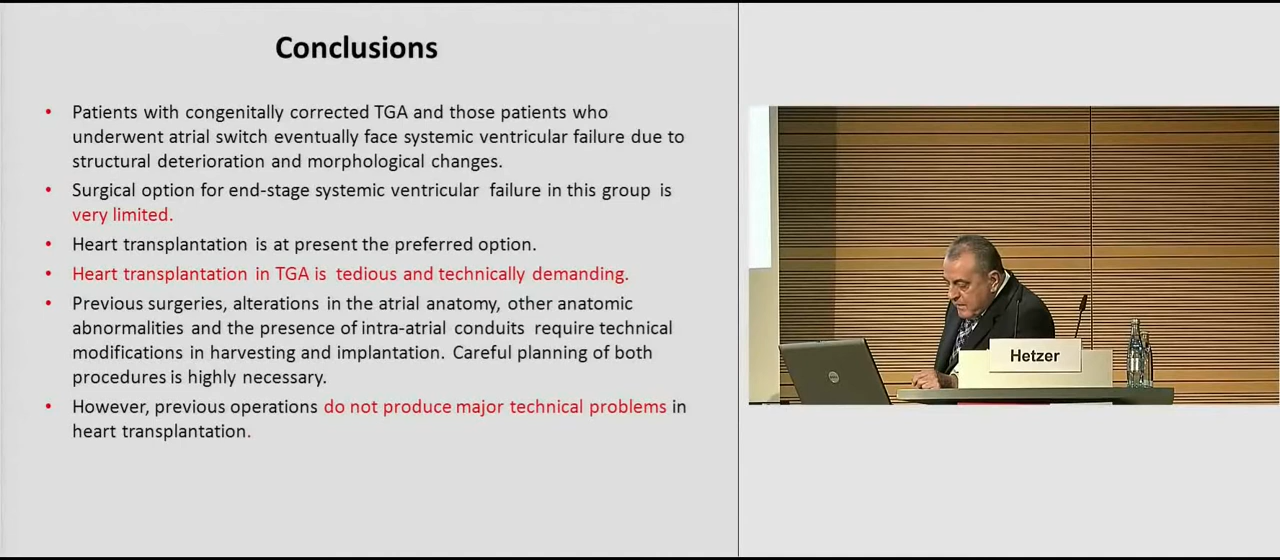 Conclusions
• Patients with congenitally corrected TGA and those patients who
underwent atrial switch eventually face systemic ventricular failure due to
structural deterioration and morphological changes.
• Surgical option for end-stage systemic ventricular failure in this group is
very limited.
• Heart transplantation is at present the preferred option.
• Heart transplantation in TGA is tedious and technically demanding.
• Previous surgeries, alterations in the atrial anatomy, other anatomic
abnormalities and the presence of intra-atrial conduits require technical
modifications in harvesting and implantation. Careful planning of both
procedures is highly necessary.
• However, previous operations do not produce major technical problems in
heart transplantation.
Hetzer